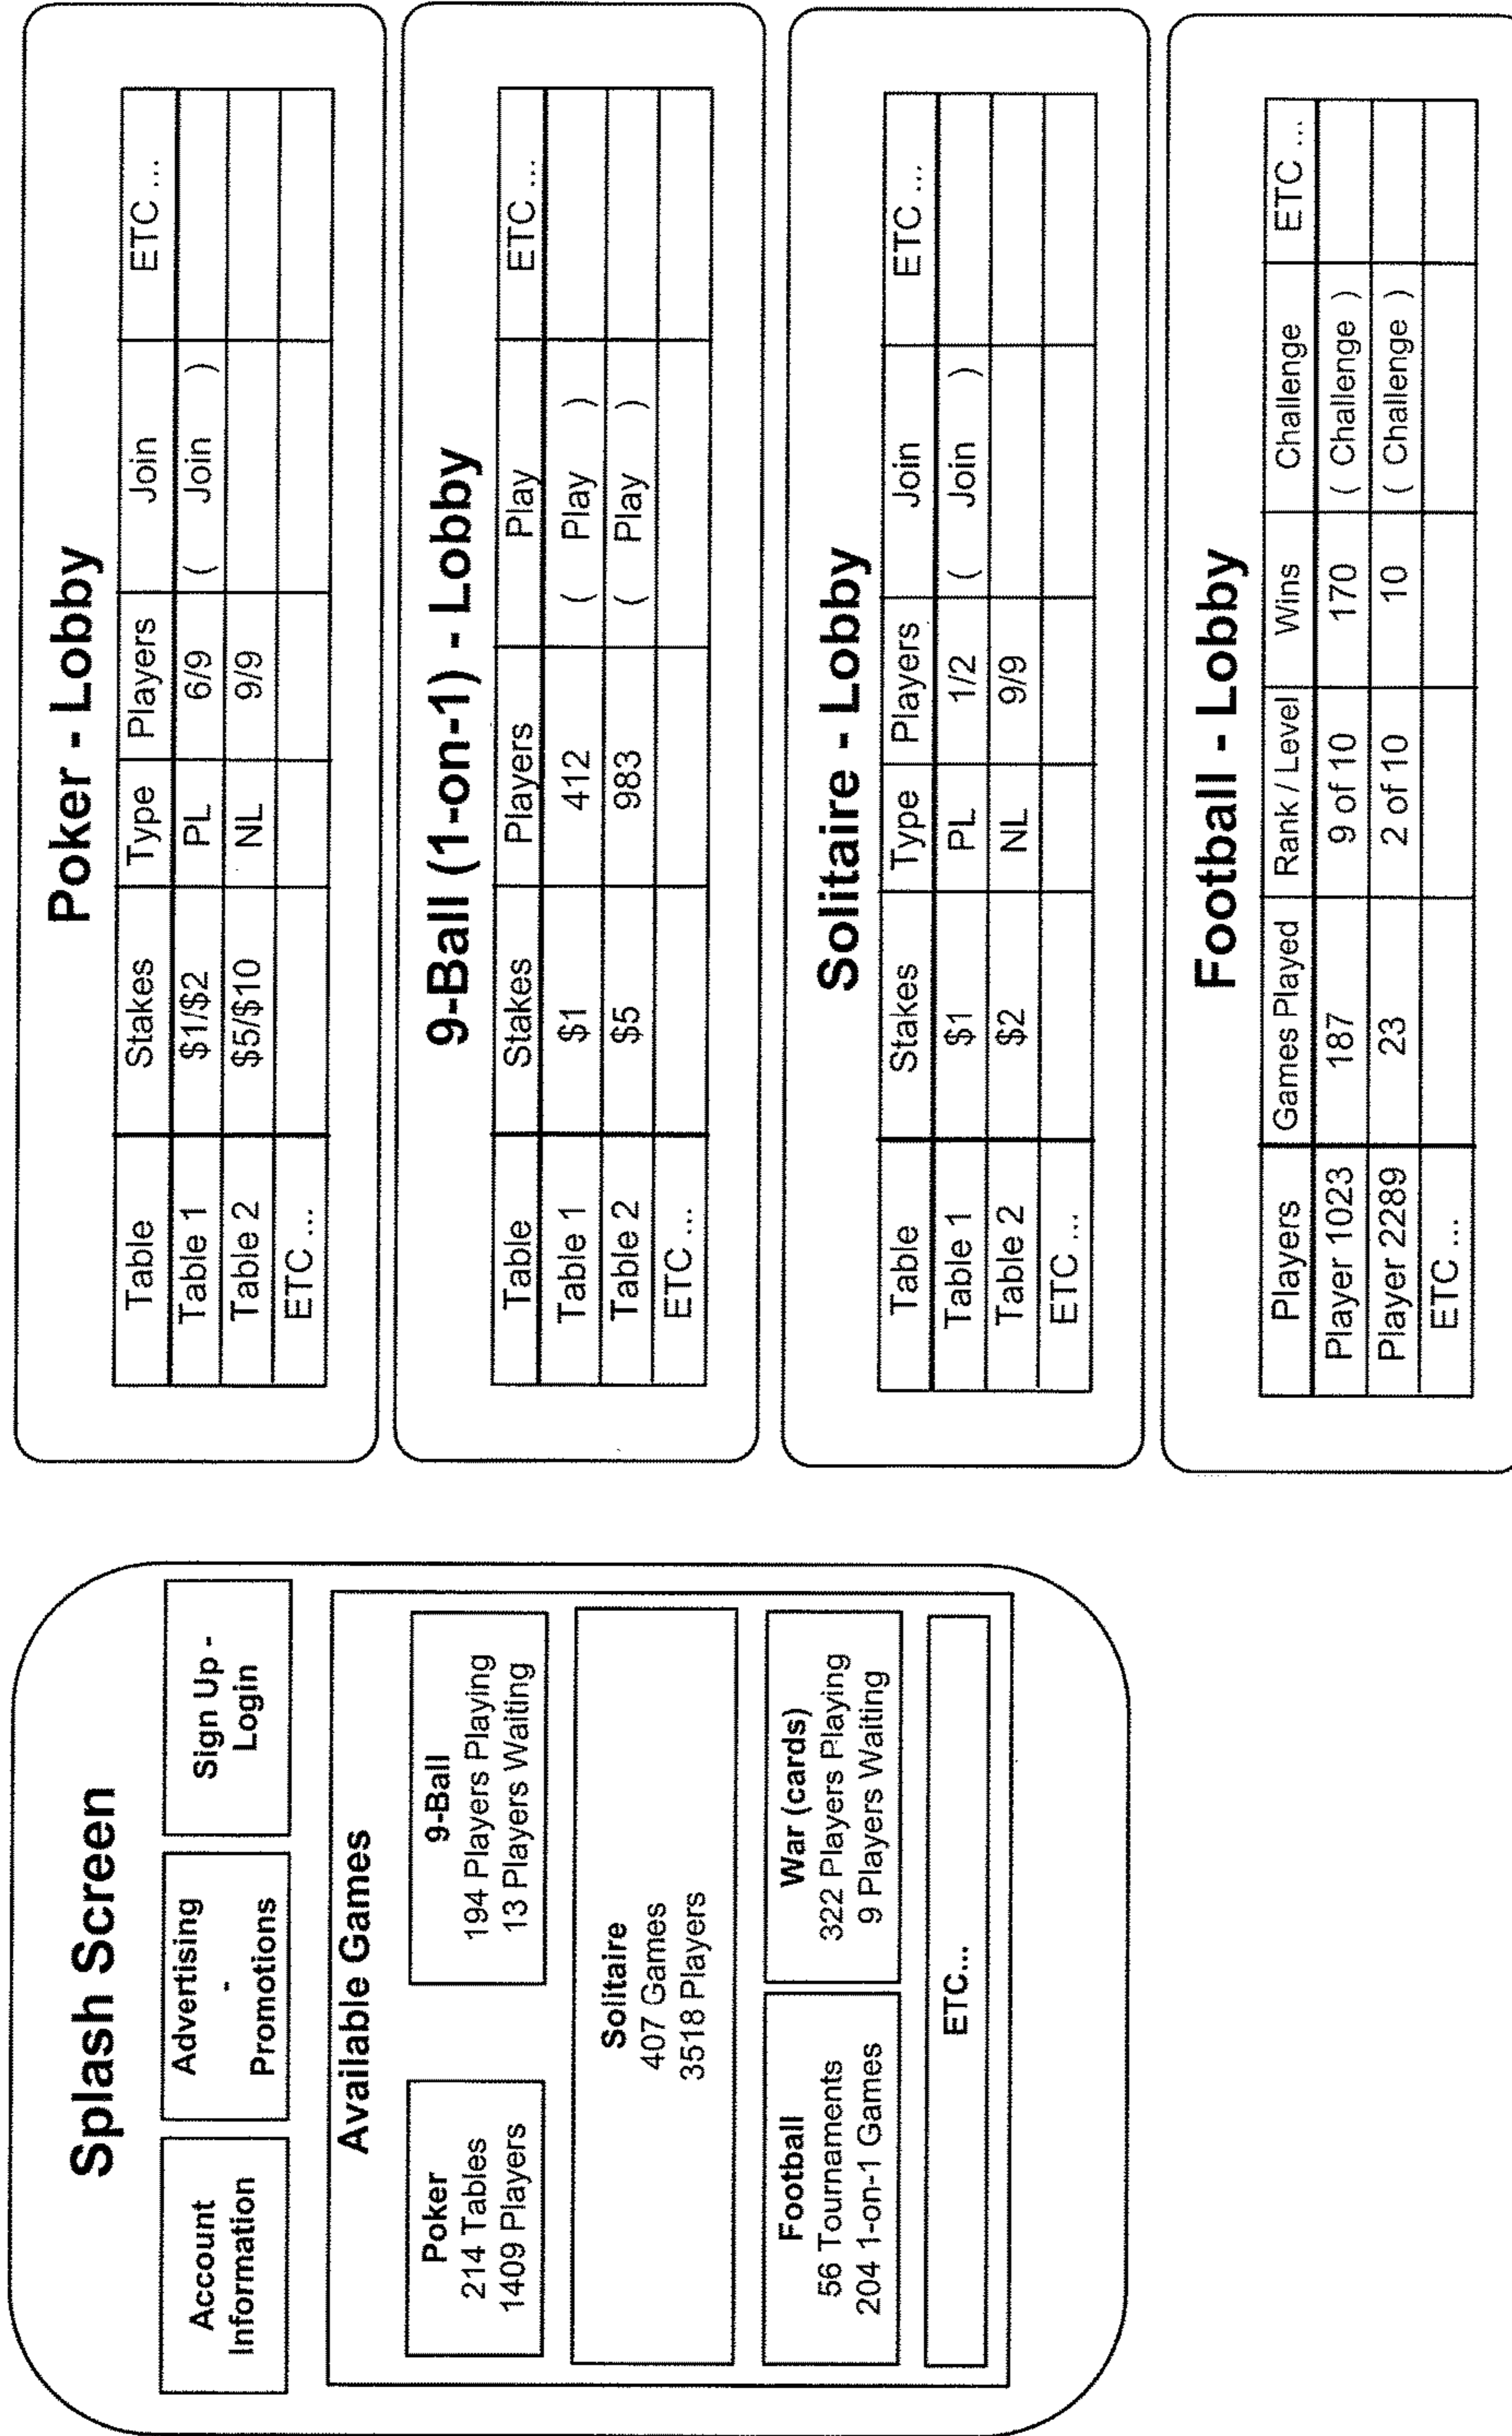 Splash Screen
Account
Information
Advertising
-
Promotions
Sign Up -
Login
Available Games
Poker
214 Tables
1409 Players
9-Ball
194 Players Playing
13 Players Waiting
Solitaire
407 Games
3518 Players
Football
56 Tournaments
204 1-on-1 Games
War (cards)
322 Players Playing
9 Players Waiting
ETC...
Poker - Lobby
Table Stakes Type Players Join ETC ...
Table 1 $1/$2 PL 6/9 ( Join )
Table 2 $5/$10 NL 9/9
ETC ...
9-Ball (1-on-1) - Lobby
Table Stakes Players Play ETC ...
Table 1 $1 412 ( Play )
Table 2 $5 983 ( Play )
ETC ...
Solitaire - Lobby
Table Stakes Type Players Join ETC ...
Table 1 $1 PL 1/2 ( Join )
Table 2 $2 NL 9/9
ETC ...
Football - Lobby
Players Games Played Rank / Level Wins Challenge ETC ...
Player 1023 187 9 of 10 170 ( Challenge )
Player 2289 23 2 of 10 10 ( Challenge )
ETC ...